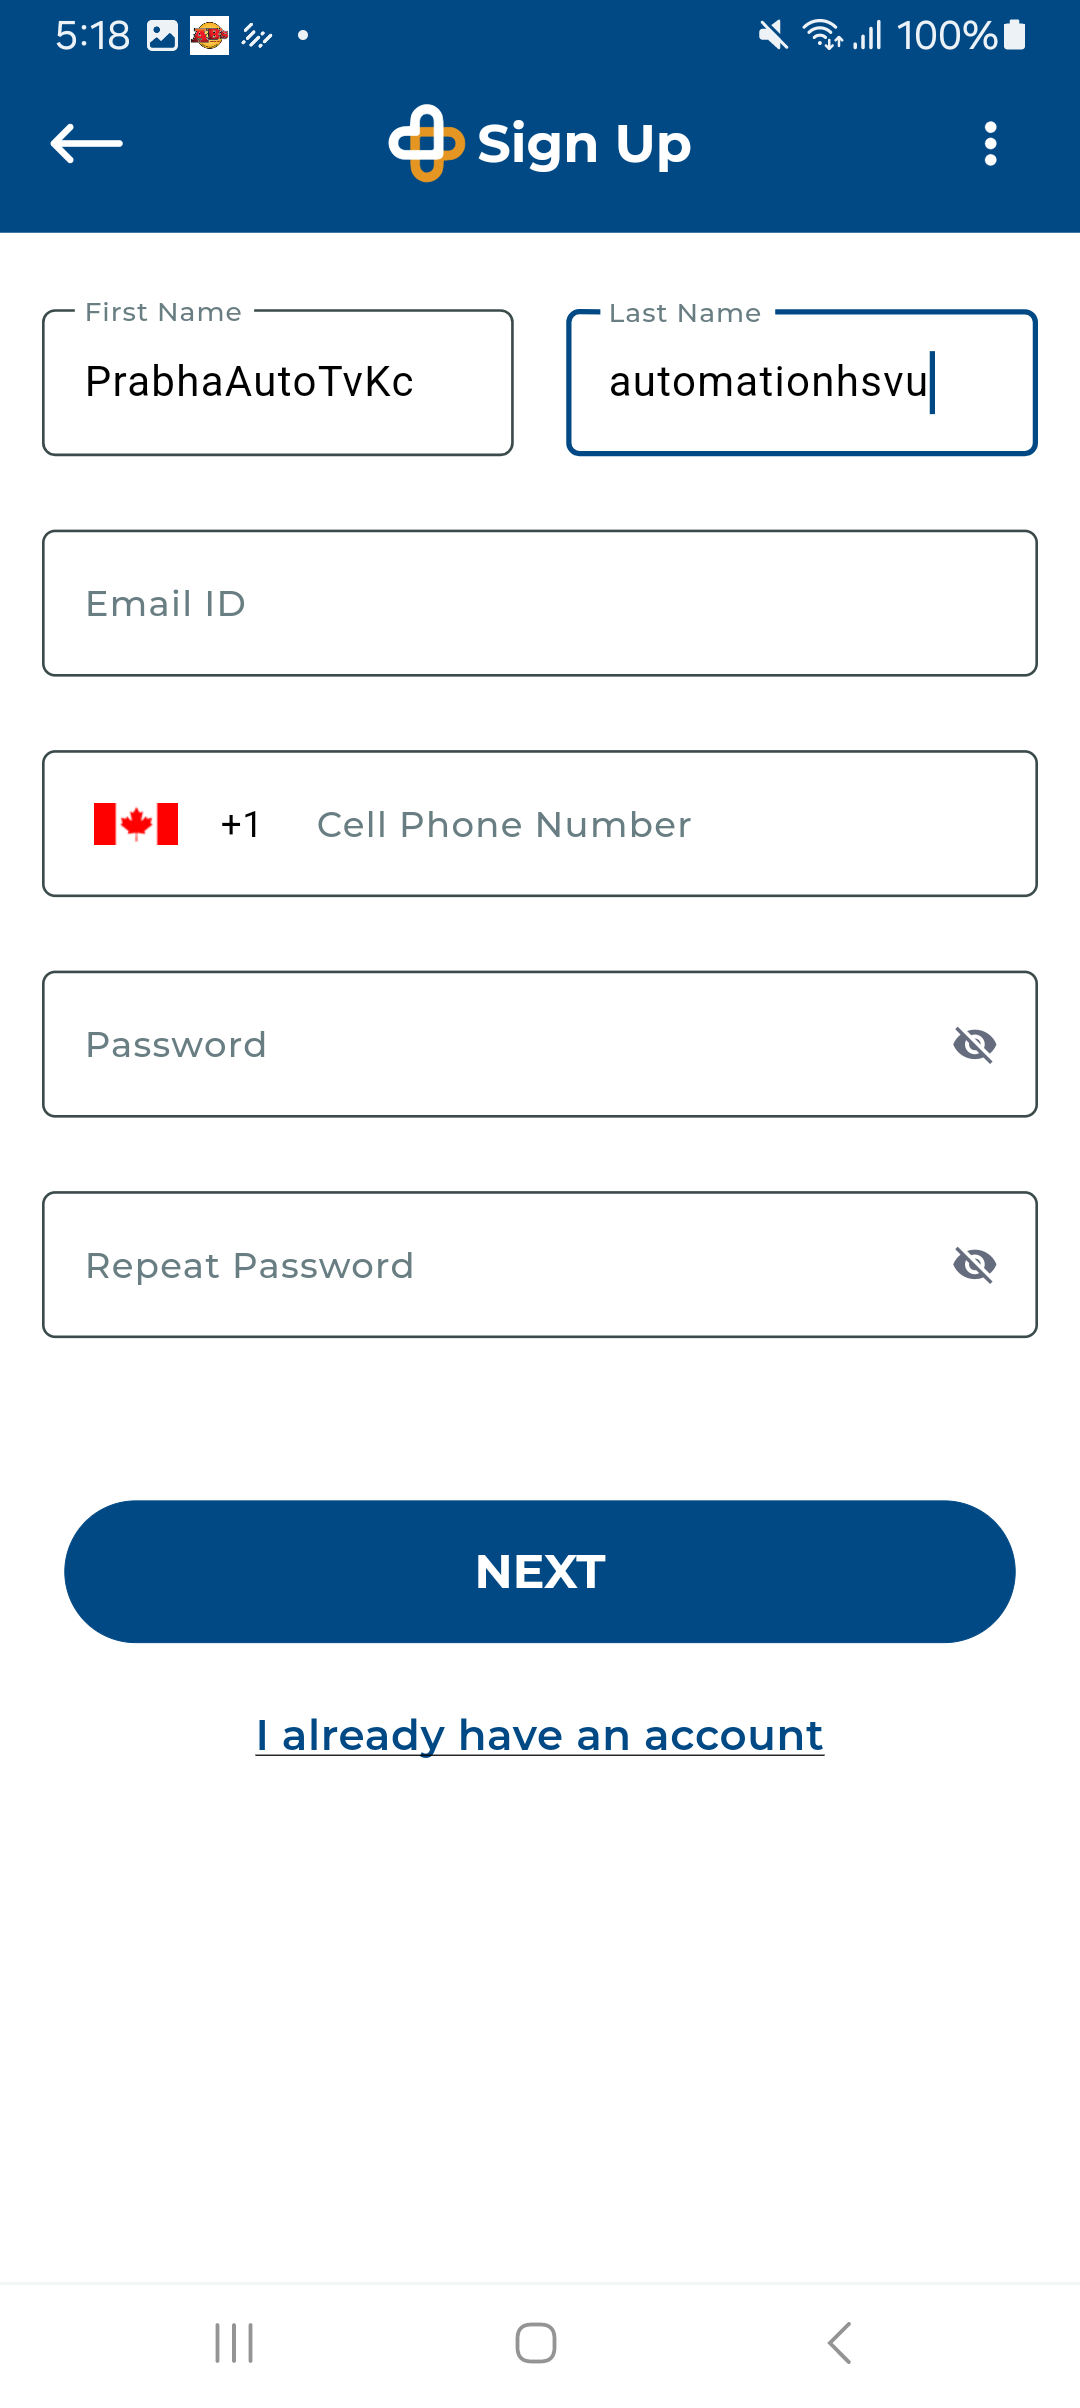 5:18 100%
Sign Up
First Name Last Name
PrabhaAutoTvKc automationhsvu
Email ID
+1 Cell Phone Number
Password
Repeat Password
NEXT
I already have an account